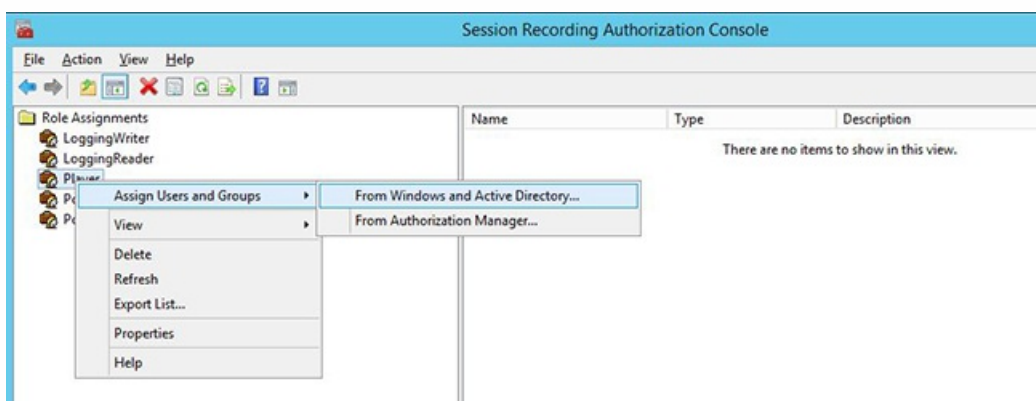 Session Recording Authorization Console
File Action View Help
Role Assignments
LoggingWriter
LoggingReader
Player
Name Type Description
There are no items to show in this view.
Assign Users and Groups
View
Delete
Refresh
Export List...
Properties
Help
From Windows and Active Directory...
From Authorization Manager...